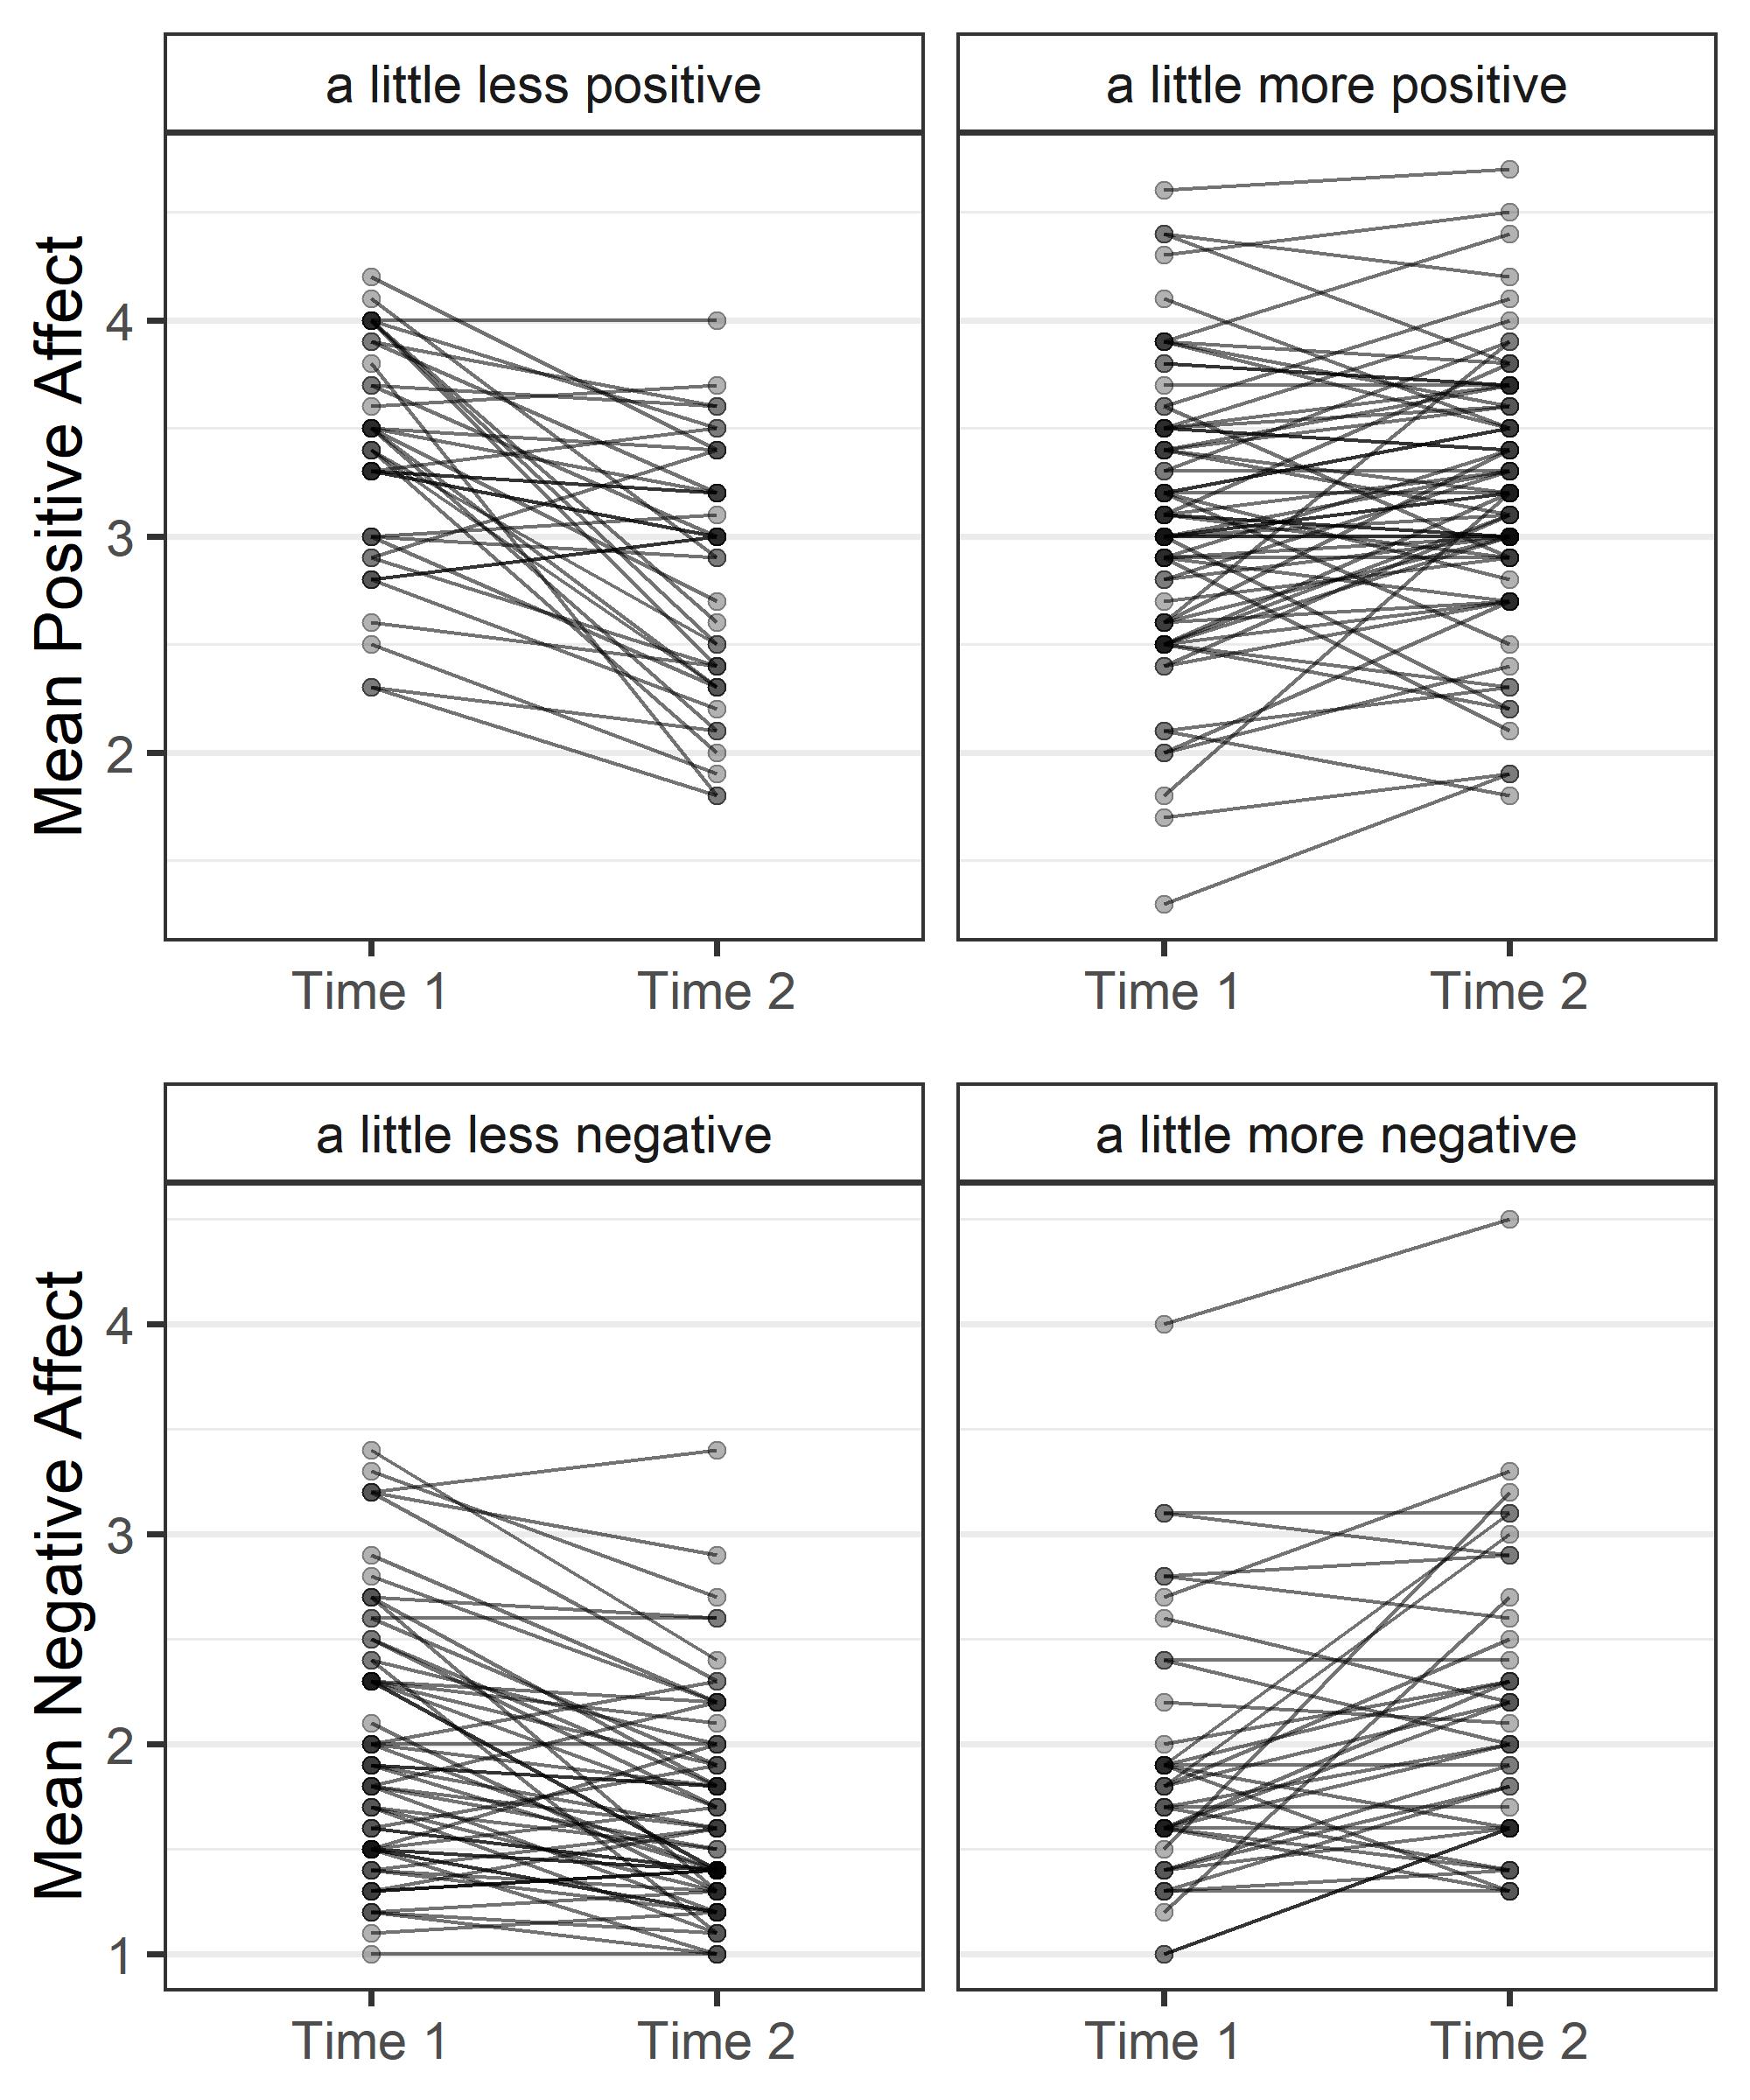 a little less positive
a little more positive
Mean Positive Affect
4
3
2
Time 1
Time 2
Time 1
Time 2
a little less negative
a little more negative
Mean Negative Affect
4
3
2
1
Time 1
Time 2
Time 1
Time 2